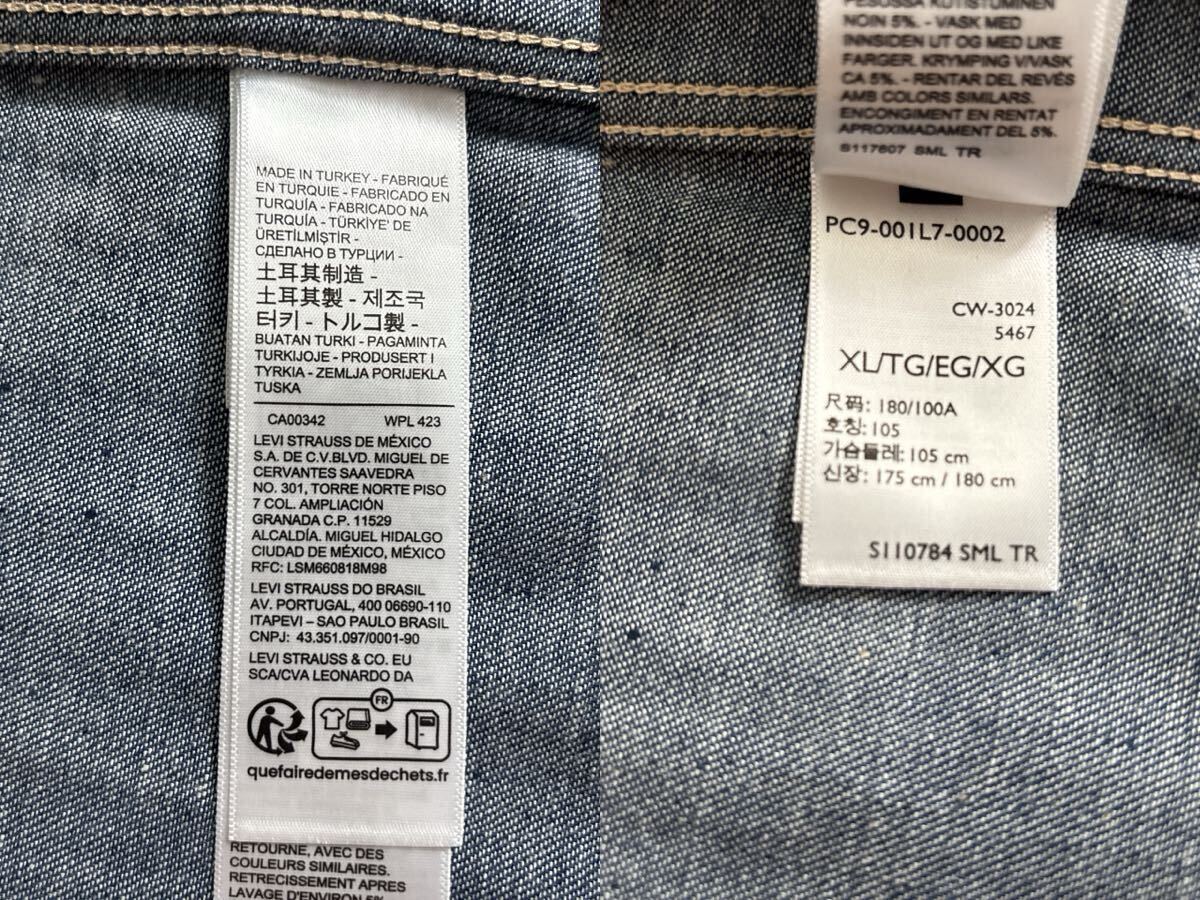 MADE IN TURKEY - FABRIQUÉ
EN TURQUIE - FABRICADO EN
TURQUÍA - FABRICADO NA
TURQUIA - TÜRKİYE' DE
ÜRETİLMİŞTİR -
СДЕЛАНО В ТУРЦИИ -
土耳其制造 -
土耳其製 - 제조국
터키 - トルコ製 -
BUATAN TURKI - PAGAMINTA
TURKIJOJE - PRODUSERT I
TYRKIA - ZEMLJA PORIJEKLA
TUSKA
CA00342 WPL 423
LEVI STRAUSS DE MÉXICO
S.A. DE C.V.BLVD. MIGUEL DE
CERVANTES SAAVEDRA
NO. 301, TORRE NORTE PISO
7 COL. AMPLIACIÓN
GRANADA C.P. 11529
ALCALDÍA. MIGUEL HIDALGO
CIUDAD DE MÉXICO, MÉXICO
RFC: LSM660818M98
LEVI STRAUSS DO BRASIL
AV. PORTUGAL, 400 06690-110
ITAPEVI – SAO PAULO BRASIL
CNPJ: 43.351.097/0001-90
LEVI STRAUSS & CO. EU
SCA/CVA LEONARDO DA
FR
quefairedemesdechets.fr
RETOURNE, AVEC DES
COULEURS SIMILAIRES.
RETRECISSEMENT APRES
LAVAGE D'ENVIRON 5%
PESUSSA KUTISTUMINEN
NOIN 5%. - VASK MED
INNSIDEN UT OG MED LIKE
FARGER. KRYMPING V/VASK
CA 5%. - RENTAR DEL REVÉS
AMB COLORS SIMILARS.
ENCONGIMENT EN RENTAT
APROXIMADAMENT DEL 5%.
S117607 SML TR
PC9-001L7-0002
CW-3024
5467
XL/TG/EG/XG
尺码: 180/100A
호칭: 105
가슴둘레: 105 cm
신장: 175 cm / 180 cm
S110784 SML TR